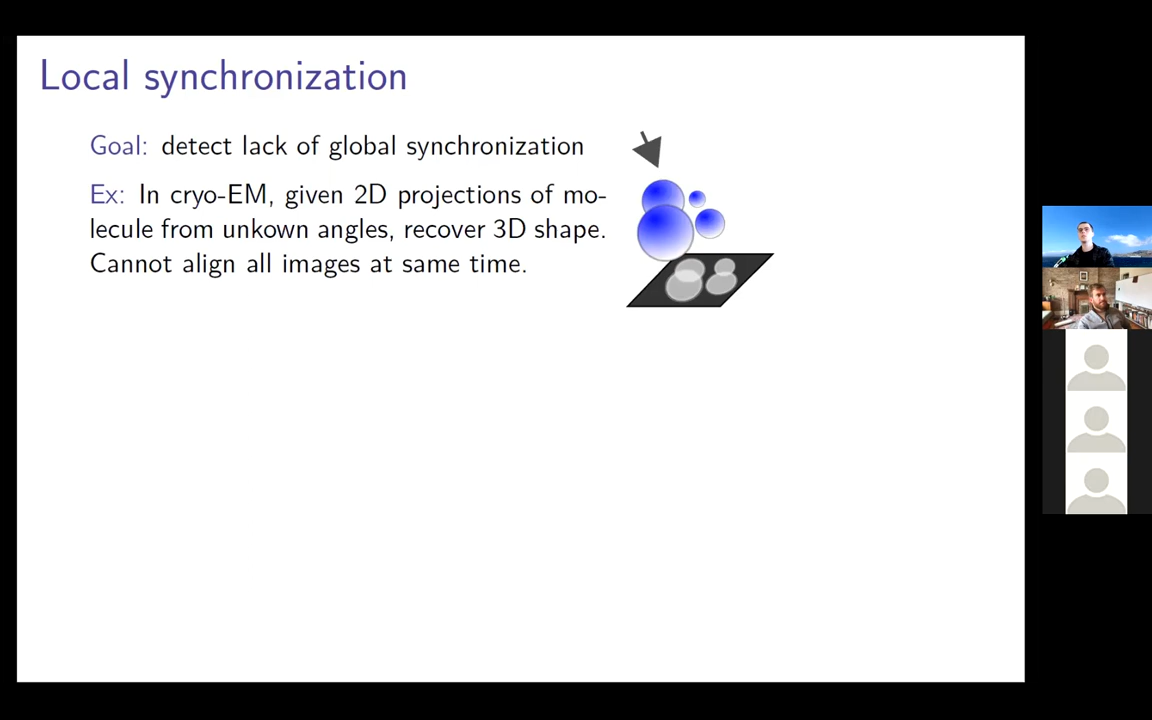 Local synchronization
Goal: detect lack of global synchronization
Ex: In cryo-EM, given 2D projections of mo-
lecule from unkown angles, recover 3D shape.
Cannot align all images at same time.